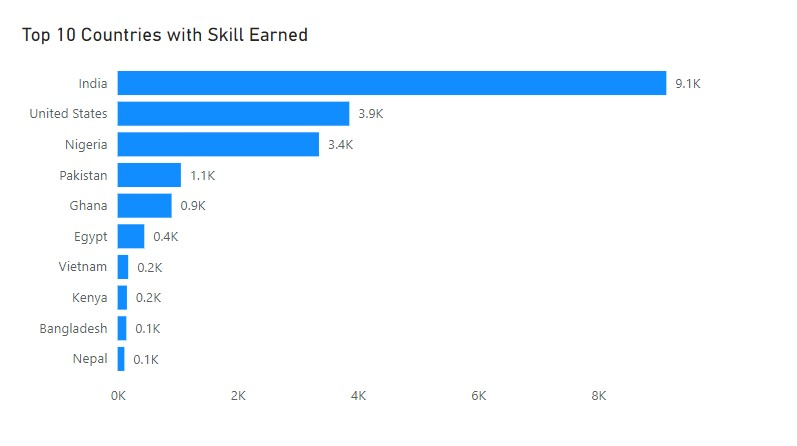 Top 10 Countries with Skill Earned
India 9.1K
United States 3.9K
Nigeria 3.4K
Pakistan 1.1K
Ghana 0.9K
Egypt 0.4K
Vietnam 0.2K
Kenya 0.2K
Bangladesh 0.1K
Nepal 0.1K
0K 2K 4K 6K 8K